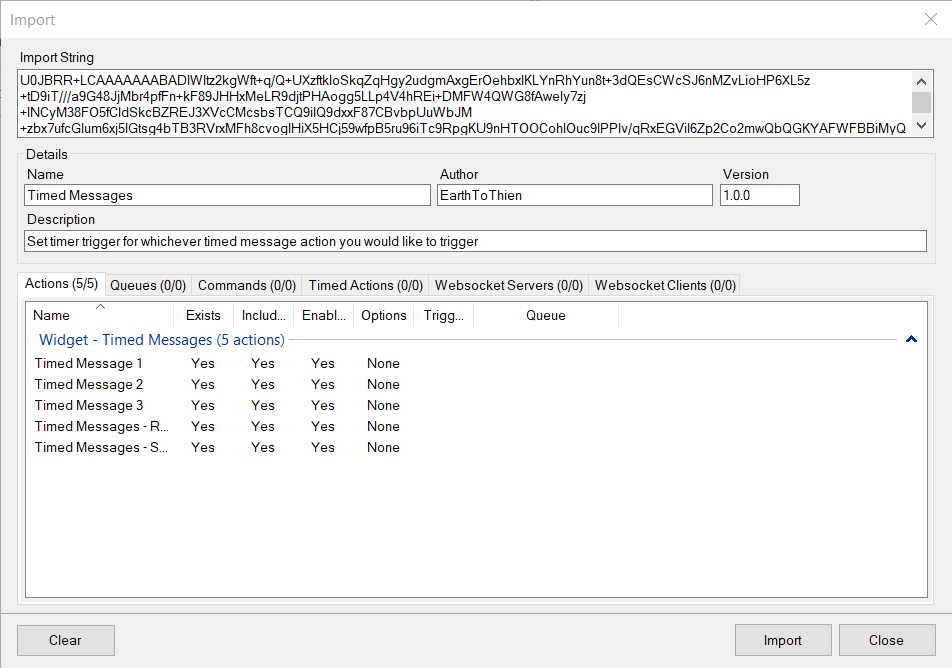 Import
Import String
U0JBRR+LCAAAAAAABADlWltz2kgWft+q/Q+UXzftkloSkqZqHgy2udgmAxgErOehbxlKLYnRhYun8t+3dQEsCWcSJ6nMZvLioHP6XL5z
+tD9iT///a9G48JjMbr4pfFn+kF89JHHxMeLR9djtPHAogg5LLp4V4hREi+DMFW4QWG8fAweIy7zj
+lNCyM38FO5fCldSkcBZREJ3XVcCMcsbsTCQ9ilQ9dxxF87CBvbpUuWbJM
+zbx7ufcGlum6xj5lGtsg4bTB3RVrxMFh8cvoglHiX5HCj59wfpB5ru96iTc9RpgKU9nHTOOCohlOuc9lPPlv/qRxEGVil6Zp2Co2mwQbQGKYAFWFBBiMyQ
Details
Name Author Version
Timed Messages EarthToThien 1.0.0
Description
Set timer trigger for whichever timed message action you would like to trigger
Actions (5/5) Queues (0/0) Commands (0/0) Timed Actions (0/0) Websocket Servers (0/0) Websocket Clients (0/0)
Name Exists Includ... Enabl... Options Trigg... Queue
Widget - Timed Messages (5 actions)
Timed Message 1 Yes Yes Yes None
Timed Message 2 Yes Yes Yes None
Timed Message 3 Yes Yes Yes None
Timed Messages - R... Yes Yes Yes None
Timed Messages - S... Yes Yes Yes None
Clear Import Close